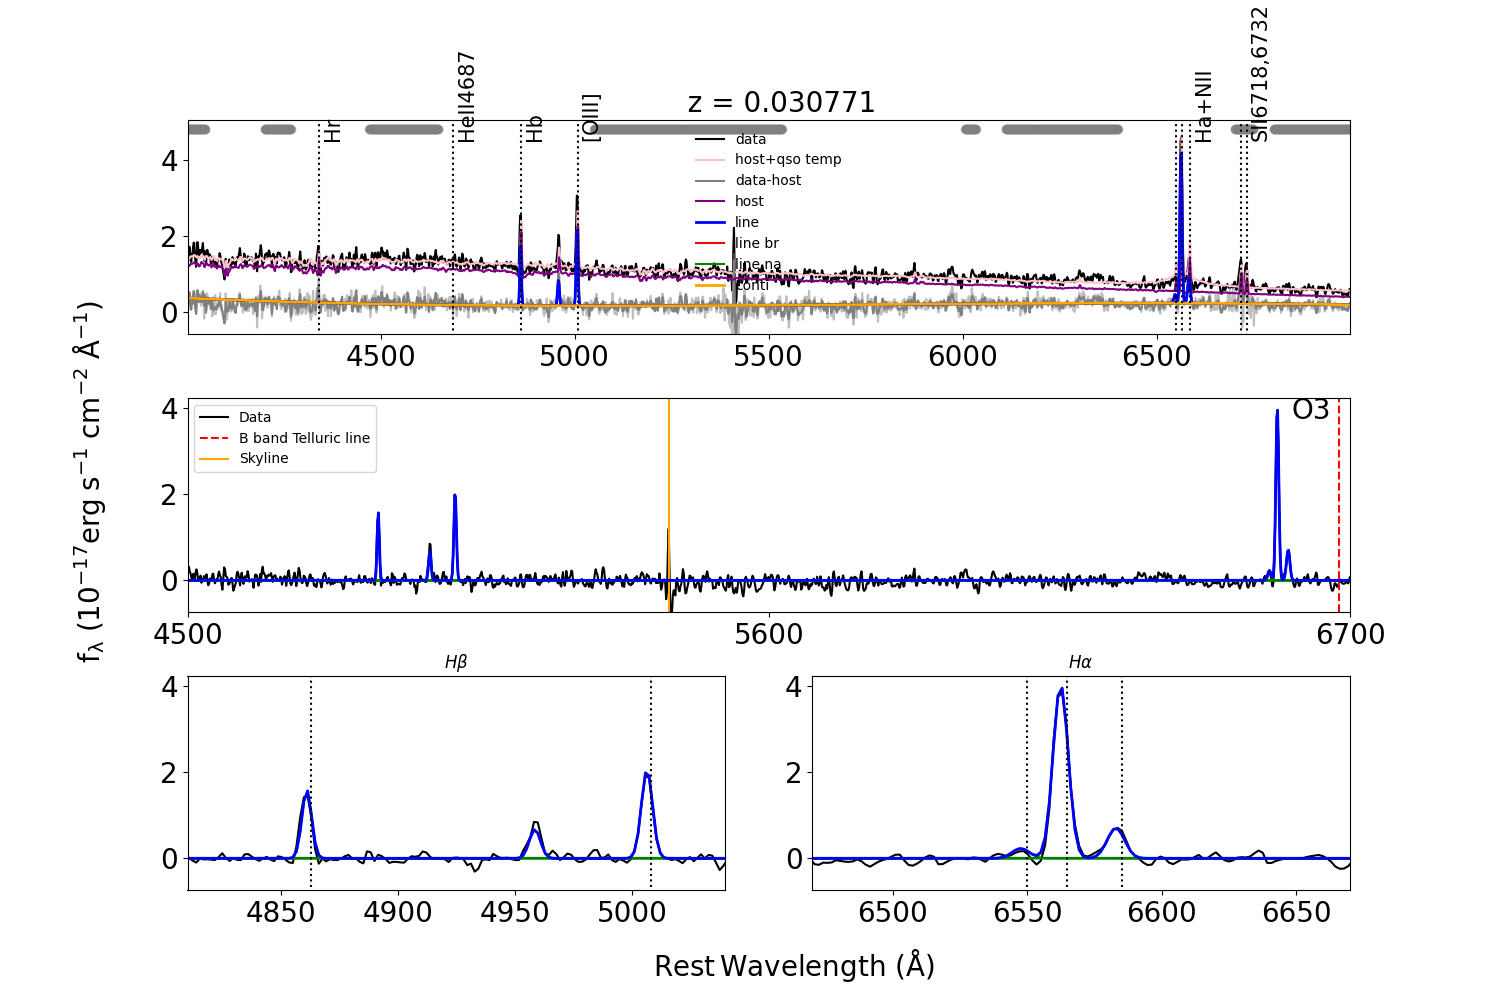 z = 0.030771
Hr
HeII4687
Hb
[OIII]
Ha+NII
SII6718,6732
data
host+qso temp
data-host
host
line
line br
line na
conti
4
2
0
4500
5000
5500
6000
6500
fλ (10−17erg s−1 cm−2 Å−1)
Data
B band Telluric line
Skyline
O3
4
2
0
4500
5600
6700
Hβ
4
2
0
4850
4900
4950
5000
Hα
4
2
0
6500
6550
6600
6650
Rest Wavelength (Å)